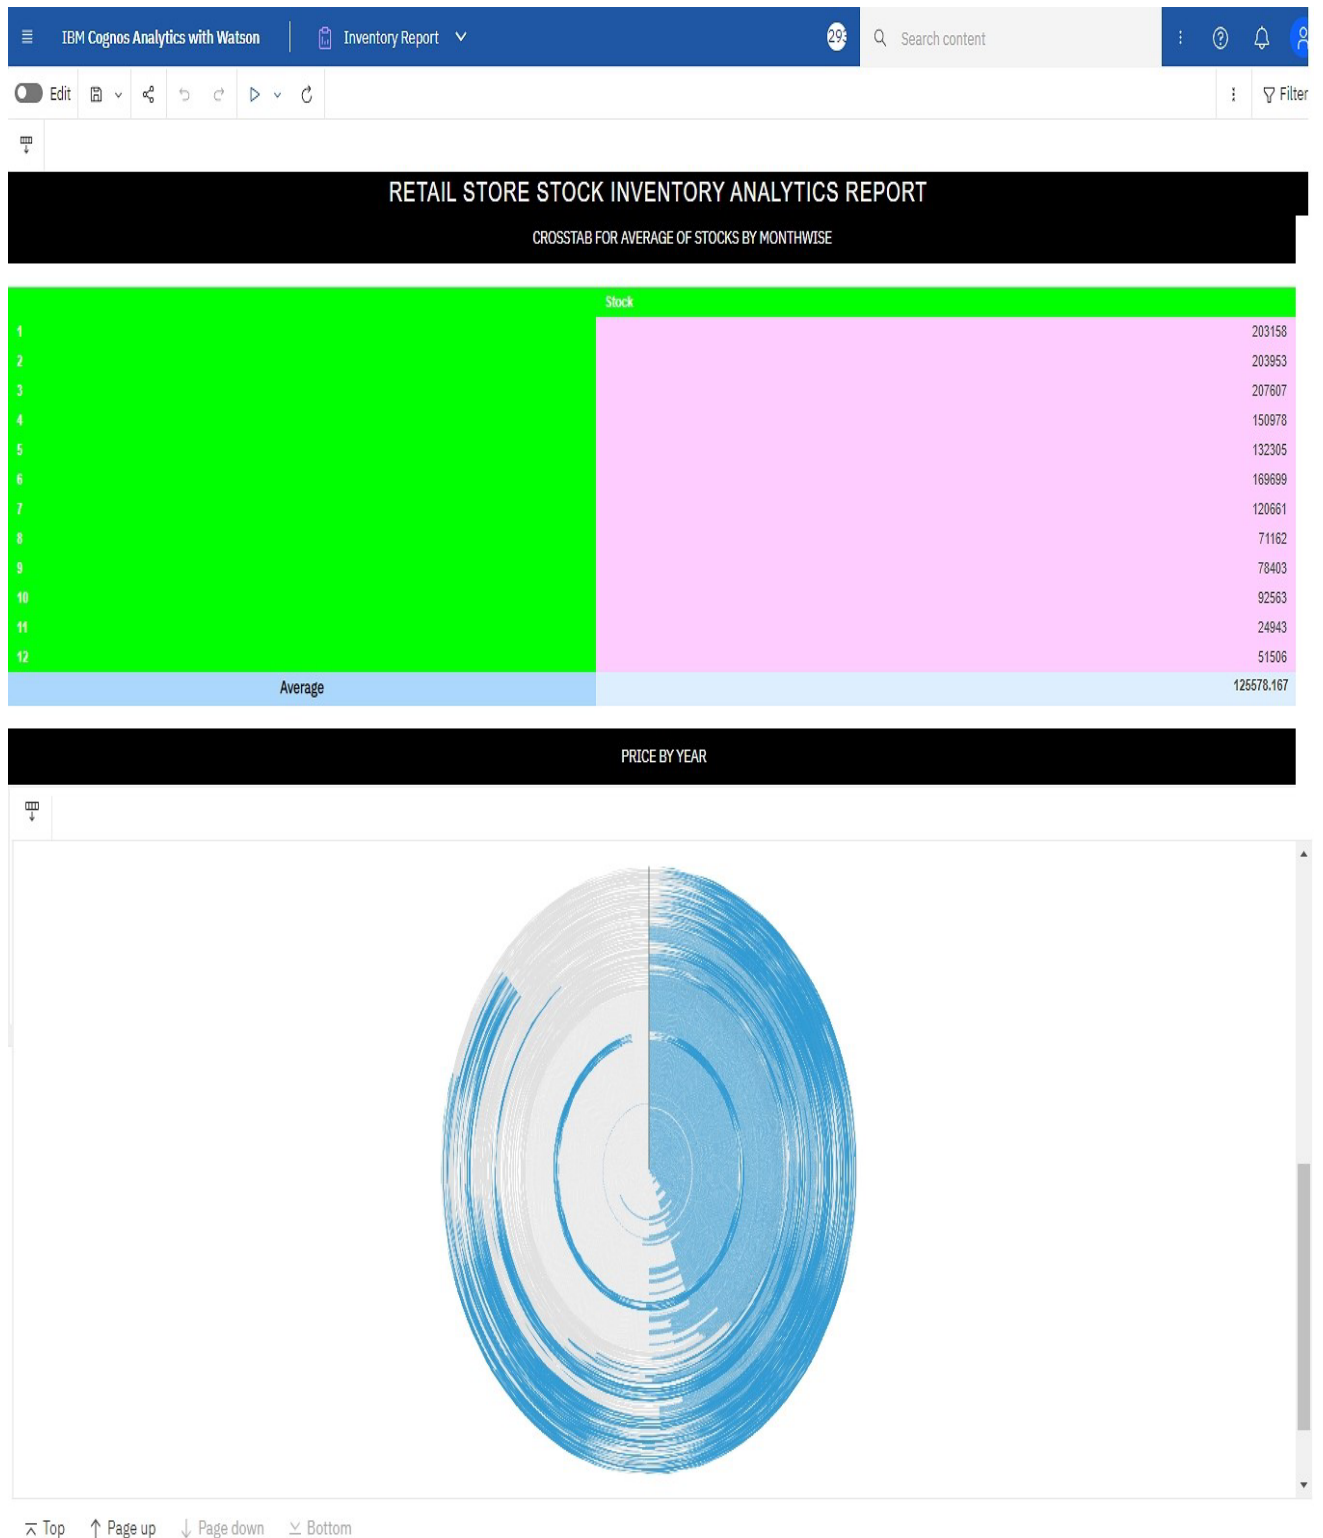 IBM Cognos Analytics with Watson Inventory Report Search content
Edit Filter
RETAIL STORE STOCK INVENTORY ANALYTICS REPORT
CROSSTAB FOR AVERAGE OF STOCKS BY MONTHWISE
Stock
1 203158
2 203953
3 207607
4 150978
5 132305
6 169699
7 120661
8 71162
9 78403
10 92563
11 24943
12 51506
Average 125578.167
PRICE BY YEAR
Top Page up Page down Bottom